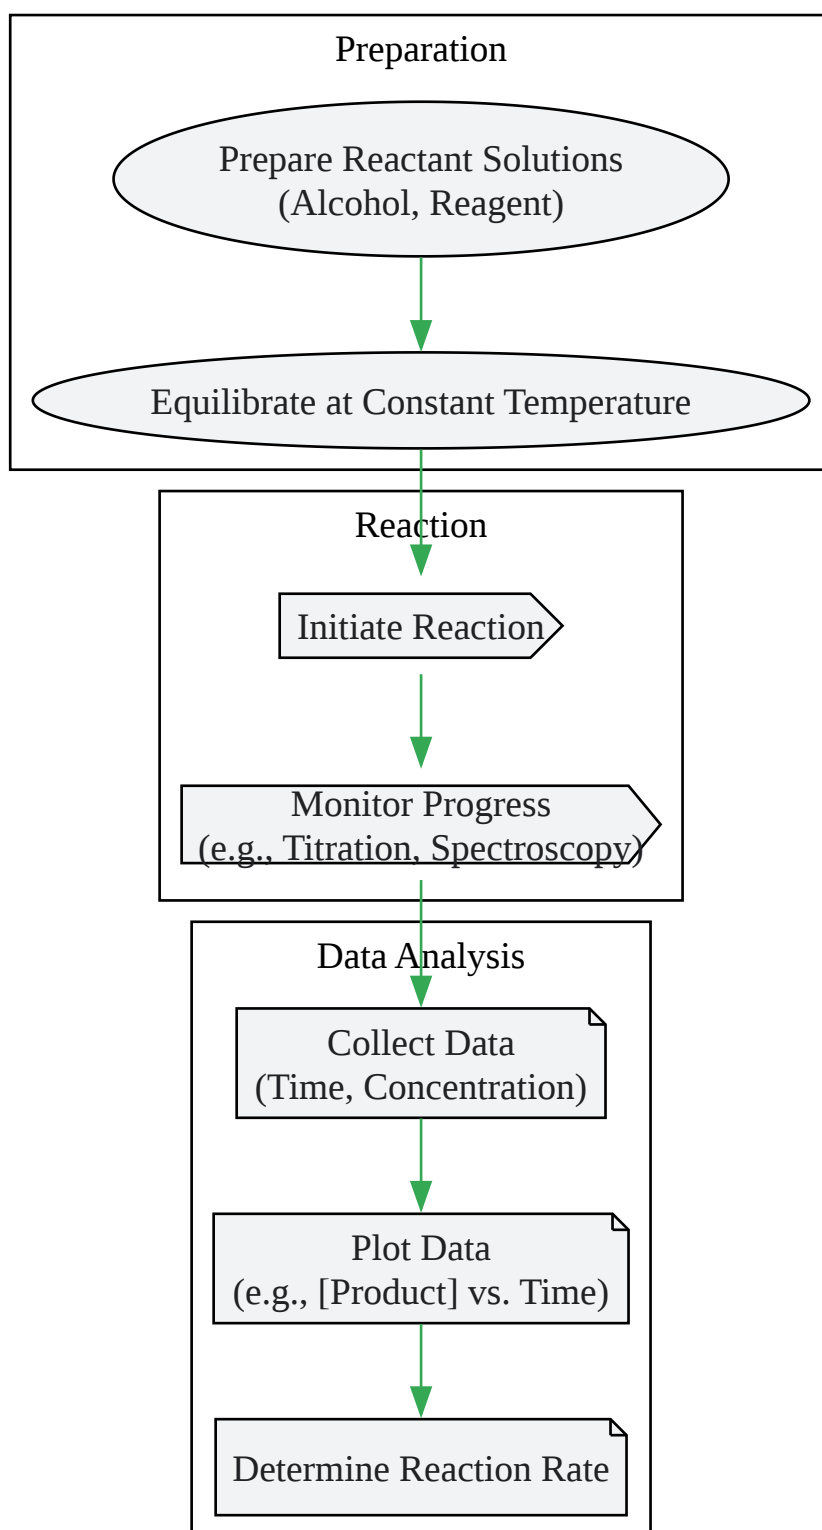 Preparation
Prepare Reactant Solutions
(Alcohol, Reagent)
Equilibrate at Constant Temperature
Reaction
Initiate Reaction
Monitor Progress
(e.g., Titration, Spectroscopy)
Data Analysis
Collect Data
(Time, Concentration)
Plot Data
(e.g., [Product] vs. Time)
Determine Reaction Rate